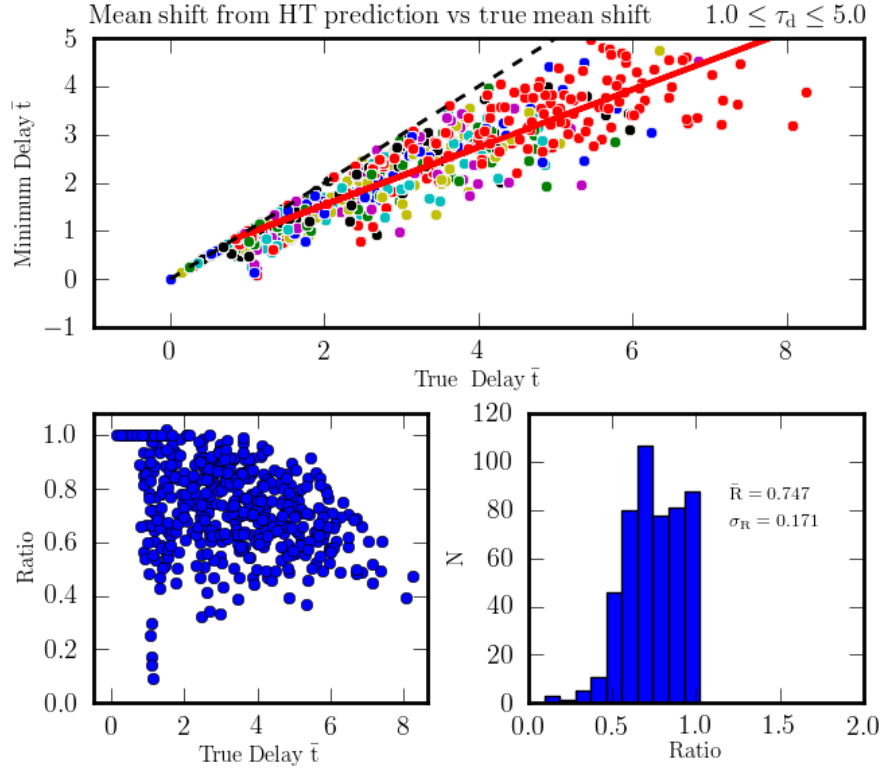 Mean shift from HT prediction vs true mean shift 1.0 ≤ τd ≤ 5.0
Minimum Delay t̄
5
4
3
2
1
0
−1
0 2 4 6 8
True Delay t̄
Ratio
1.0
0.8
0.6
0.4
0.2
0.0
0 2 4 6 8
True Delay t̄
N
120
100
80
60
40
20
0
R̄ = 0.747
σR = 0.171
0.0 0.5 1.0 1.5 2.0
Ratio